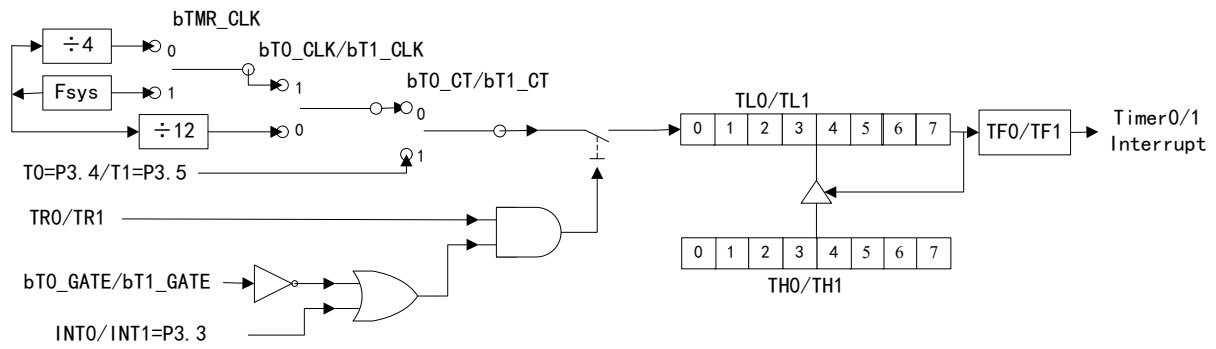 bTMR_CLK
÷4
0
bT0_CLK/bT1_CLK
Fsys
1
1
bT0_CT/bT1_CT
÷12
0
0
TL0/TL1
0 1 2 3 4 5 6 7
TF0/TF1
Timer0/1
Interrupt
1
T0=P3.4/T1=P3.5
TR0/TR1
0 1 2 3 4 5 6 7
TH0/TH1
bT0_GATE/bT1_GATE
INT0/INT1=P3.3